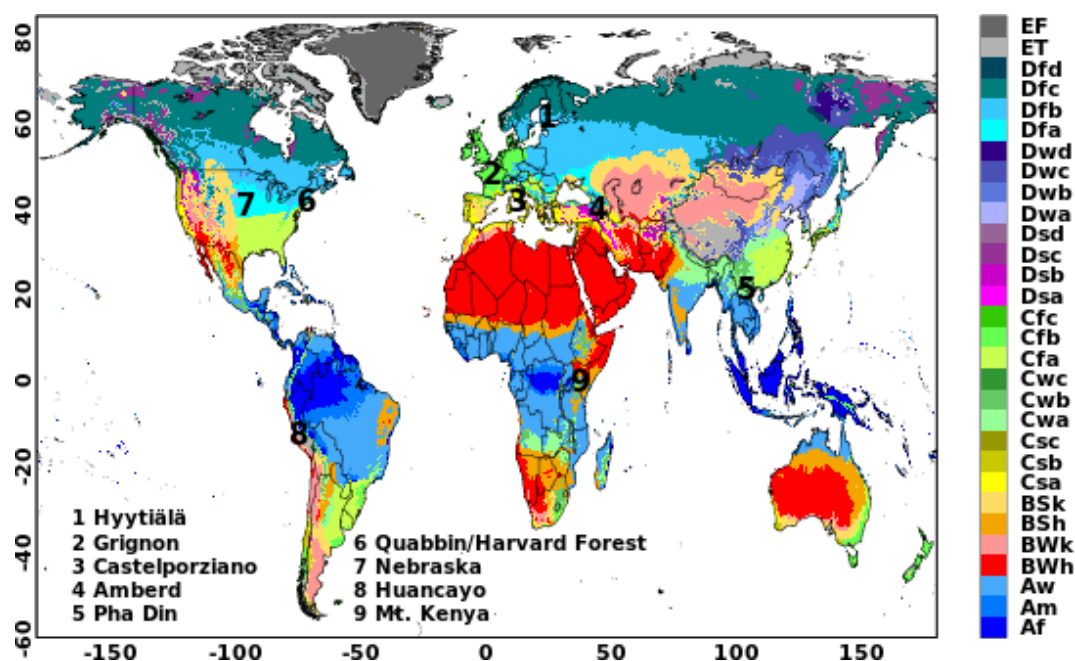 80
60
40
20
0
-20
-40
-60
-150
-100
-50
0
50
100
150
1
2
3
4
5
6
7
8
9
1 Hyytiälä
2 Grignon
3 Castelporziano
4 Amberd
5 Pha Din
6 Quabbin/Harvard Forest
7 Nebraska
8 Huancayo
9 Mt. Kenya
EF
ET
Dfd
Dfc
Dfb
Dfa
Dwd
Dwc
Dwb
Dwa
Dsd
Dsc
Dsb
Dsa
Cfc
Cfb
Cfa
Cwc
Cwb
Cwa
Csc
Csb
Csa
BSk
BSh
BWk
BWh
Aw
Am
Af